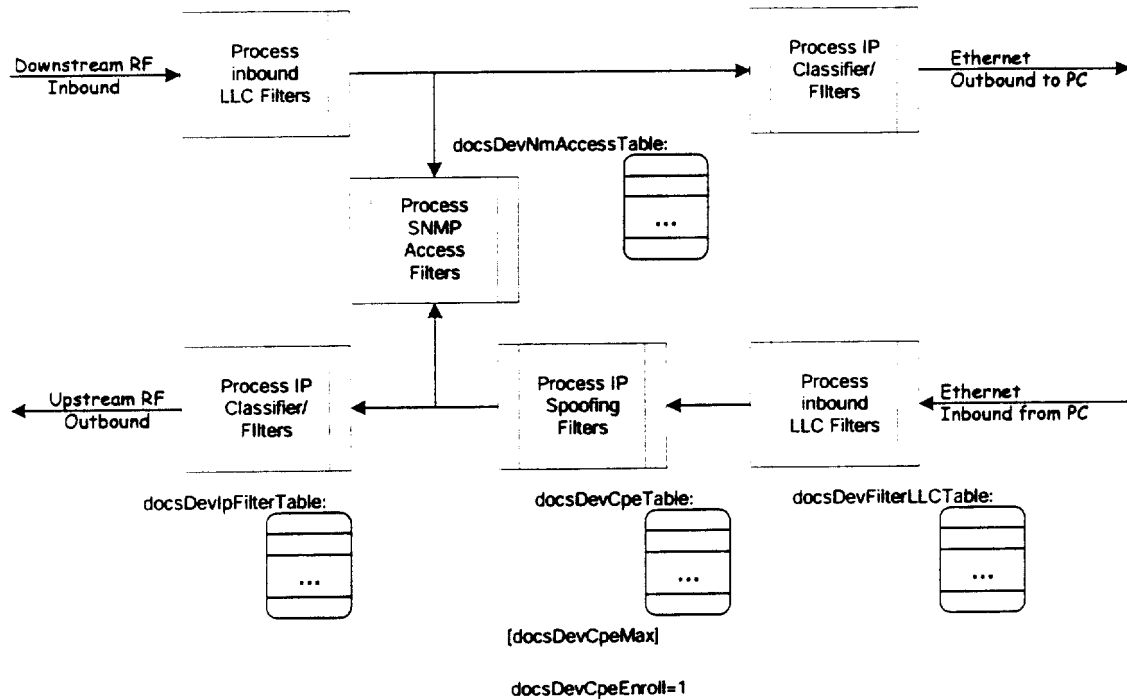 Downstream RF
Inbound
Process
inbound
LLC Filters
Process IP
Classifier/
Filters
Ethernet
Outbound to PC
docsDevNmAccessTable:
...
Process
SNMP
Access
Filters
Upstream RF
Outbound
Process IP
Classifier/
Filters
Process IP
Spoofing
Filters
Process
inbound
LLC Filters
Ethernet
Inbound from PC
docsDevIpFilterTable:
...
docsDevCpeTable:
...
docsDevFilterLLCTable:
...
[docsDevCpeMax]
docsDevCpeEnroll=1